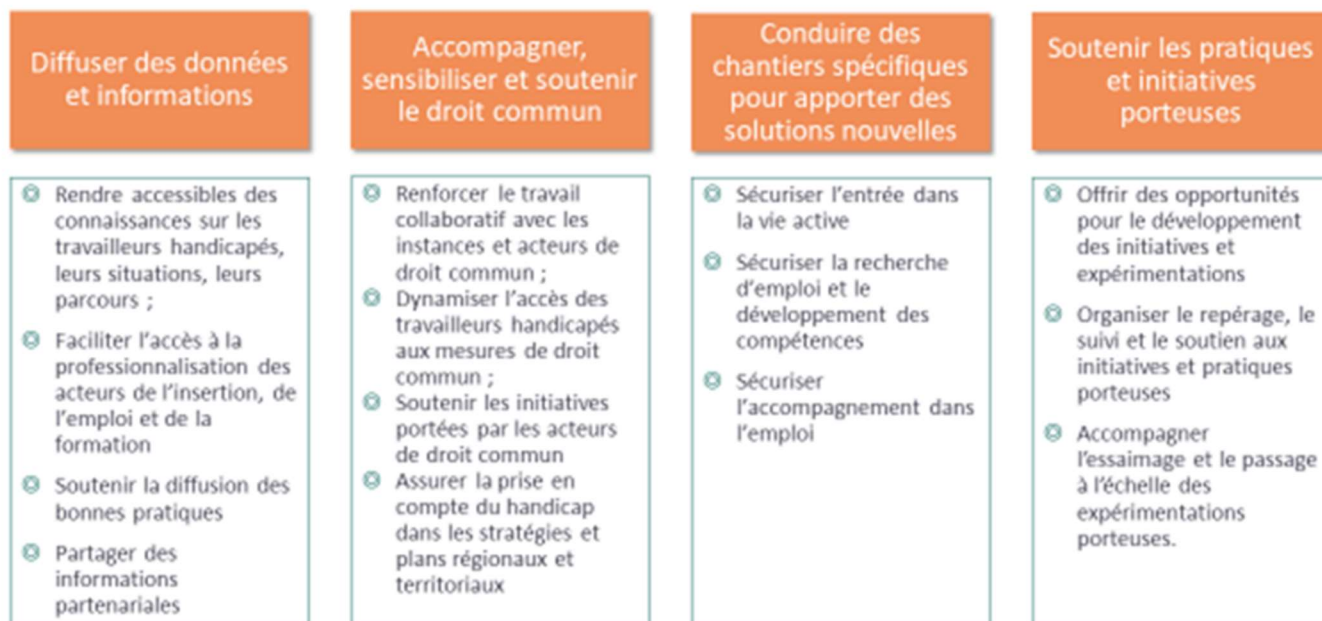 Diffuser des données
et informations
Rendre accessibles des
connaissances sur les
travailleurs handicapés,
leurs situations, leurs
parcours ;
Faciliter l'accès à la
professionnalisation des
acteurs de l'insertion, de
l'emploi et de la
formation
Soutenir la diffusion des
bonnes pratiques
Partager des
informations
partenariales
Accompagner,
sensibiliser et soutenir
le droit commun
Renforcer le travail
collaboratif avec les
instances et acteurs de
droit commun ;
Dynamiser l'accès des
travailleurs handicapés
aux mesures de droit
commun ;
Soutenir les initiatives
portées par les acteurs
de droit commun
Assurer la prise en
compte du handicap
dans les stratégies et
plans régionaux et
territoriaux
Conduire des
chantiers spécifiques
pour apporter des
solutions nouvelles
Sécuriser l'entrée dans
la vie active
Sécuriser la recherche
d'emploi et le
développement des
compétences
Sécuriser
l'accompagnement dans
l'emploi
Soutenir les pratiques
et initiatives
porteuses
Offrir des opportunités
pour le développement
des initiatives et
expérimentations
Organiser le repérage, le
suivi et le soutien aux
initiatives et pratiques
porteuses
Accompagner
l'essaimage et le passage
à l'échelle des
expérimentations
porteuses.